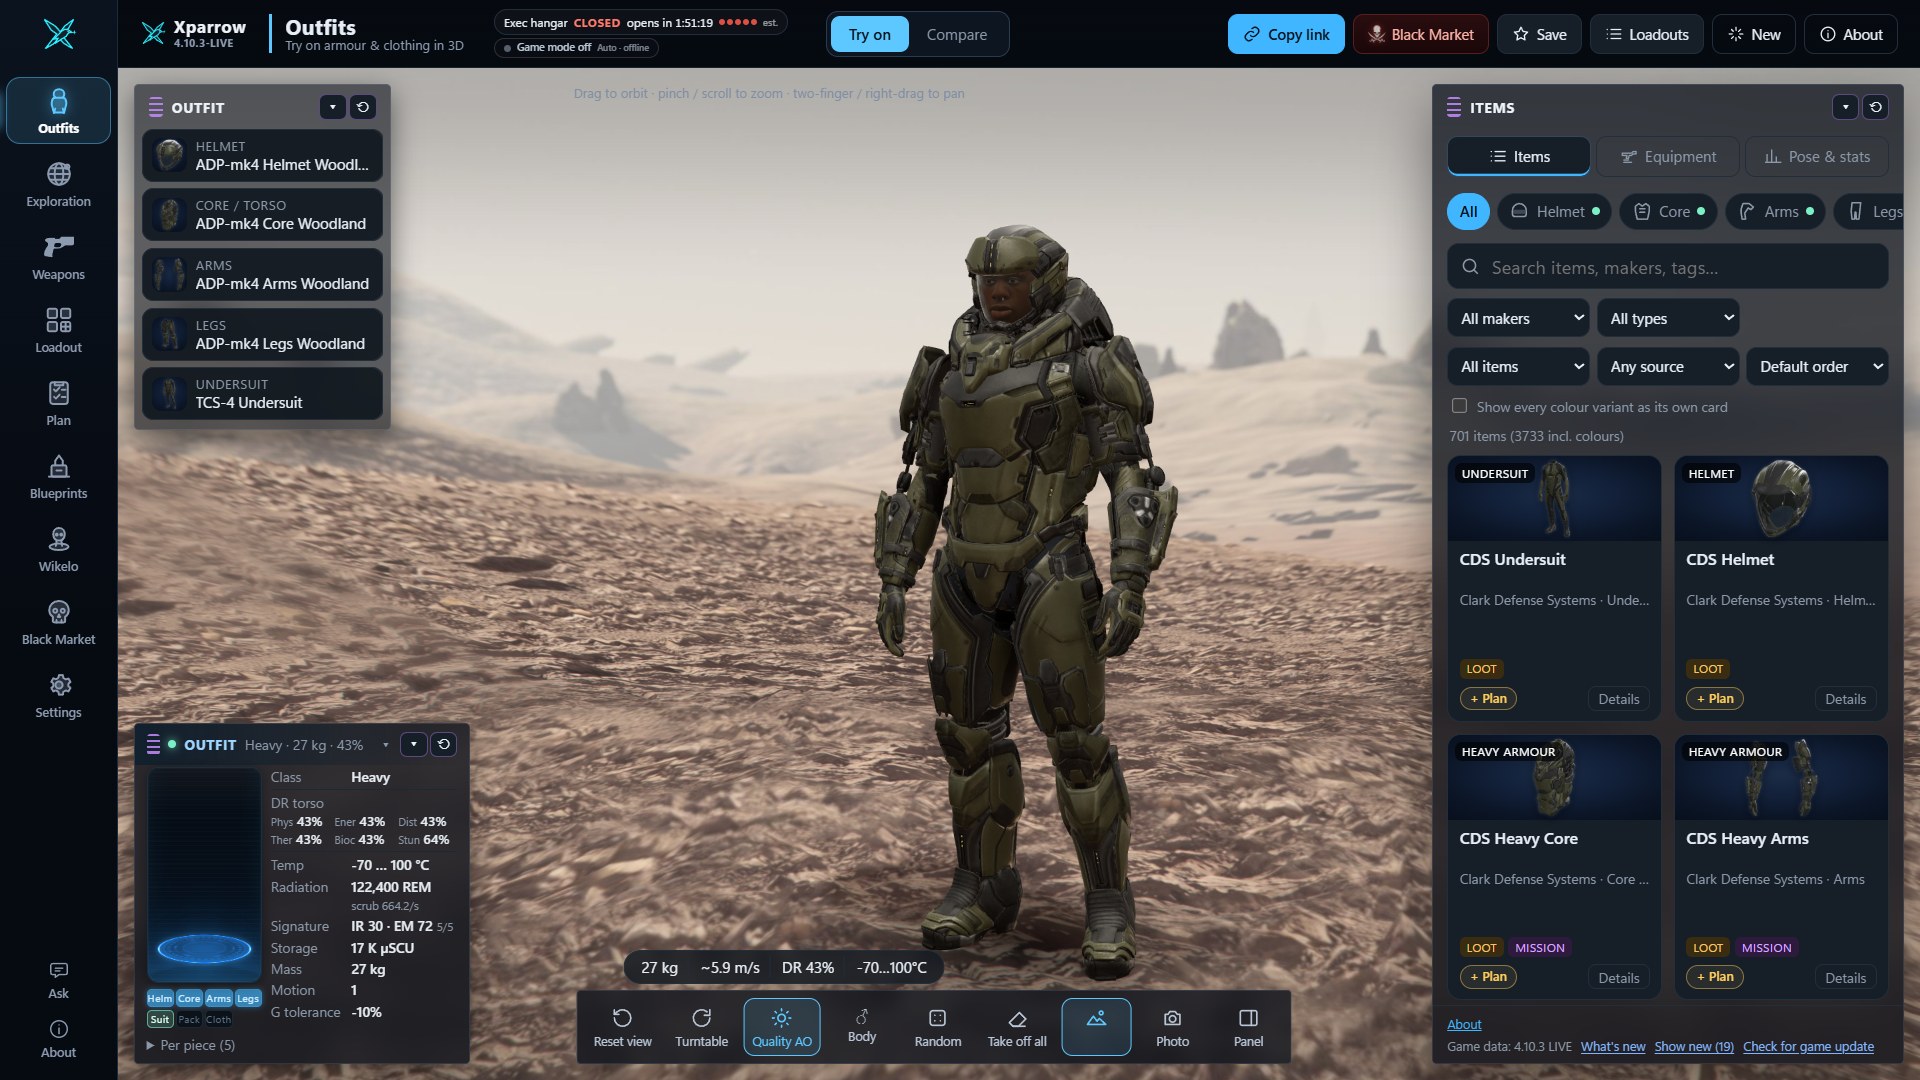 Xparrow
4.10.3-LIVE
Outfits
Try on armour & clothing in 3D
Exec hangar CLOSED opens in 1:51:19 est.
Game mode off Auto · offline
Try on
Compare
Copy link
Black Market
Save
Loadouts
New
About
Outfits
Exploration
Weapons
Loadout
Plan
Blueprints
Wikelo
Black Market
Settings
Ask
About
Drag to orbit · pinch / scroll to zoom · two-finger / right-drag to pan
OUTFIT
HELMET
ADP-mk4 Helmet Woodl...
CORE / TORSO
ADP-mk4 Core Woodland
ARMS
ADP-mk4 Arms Woodland
LEGS
ADP-mk4 Legs Woodland
UNDERSUIT
TCS-4 Undersuit
OUTFIT Heavy · 27 kg · 43%
Class Heavy
DR torso
Phys 43% Ener 43% Dist 43%
Ther 43% Bioc 43% Stun 64%
Temp -70 ... 100 °C
Radiation 122,400 REM
scrub 664.2/s
Signature IR 30 · EM 72 5/5
Storage 17 K µSCU
Mass 27 kg
Motion 1
G tolerance -10%
Helm Core Arms Legs
Suit Pack Cloth
Per piece (5)
27 kg ~5.9 m/s DR 43% -70...100°C
Reset view
Turntable
Quality AO
Body
Random
Take off all
Photo
Panel
ITEMS
Items
Equipment
Pose & stats
All
Helmet
Core
Arms
Legs
Search items, makers, tags...
All makers
All types
All items
Any source
Default order
Show every colour variant as its own card
701 items (3733 incl. colours)
UNDERSUIT
CDS Undersuit
Clark Defense Systems · Unde...
LOOT
+ Plan
Details
HELMET
CDS Helmet
Clark Defense Systems · Helm...
LOOT
+ Plan
Details
HEAVY ARMOUR
CDS Heavy Core
Clark Defense Systems · Core ...
LOOT MISSION
+ Plan
Details
HEAVY ARMOUR
CDS Heavy Arms
Clark Defense Systems · Arms
LOOT MISSION
+ Plan
Details
About
Game data: 4.10.3 LIVE What's new Show new (19) Check for game update